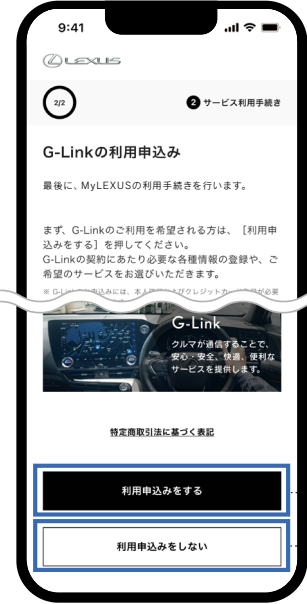 9:41
LEXUS
2/2
2 サービス利用手続き
G-Linkの利用申込み
最後に、MyLEXUSの利用手続きを行います。
まず、G-Linkのご利用を希望される方は、［利用申
込みをする］を押してください。
G-Linkの契約にあたり必要な各種情報の登録や、ご
希望のサービスをお選びいただきます。
G-Link
クルマが通信することで、
安心・安全、快適、便利な
サービスを提供します。
特定商取引法に基づく表記
利用申込みをする
利用申込みをしない